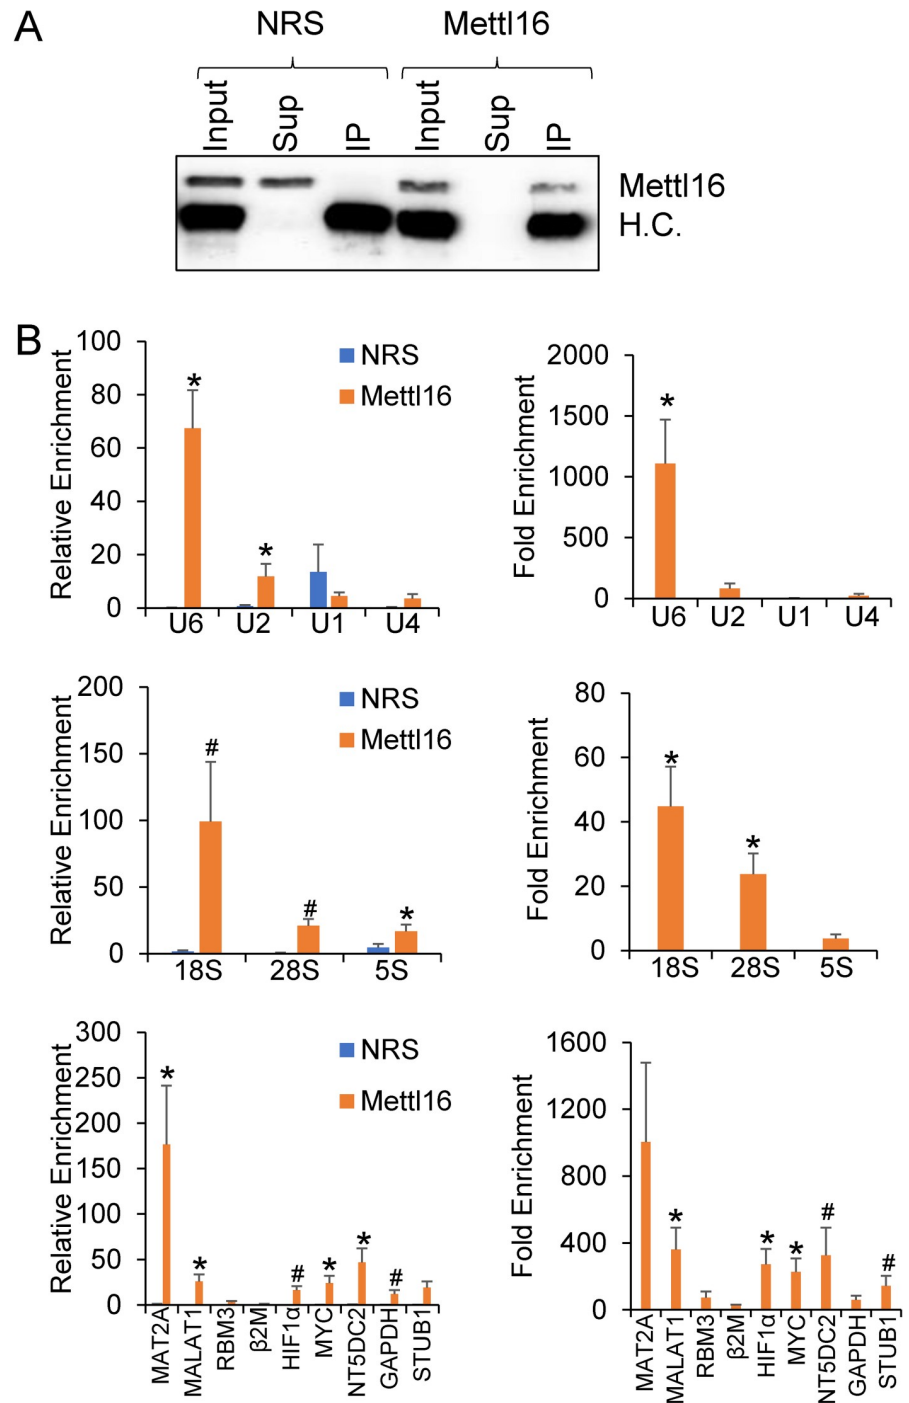 A
NRS Mettl16
Input Sup IP Input Sup IP
Mettl16
H.C.
B
Relative Enrichment
100
80
60
40
20
0
* *
NRS
Mettl16
U6 U2 U1 U4
Fold Enrichment
2000
1500
1000
500
0
*
U6 U2 U1 U4
Relative Enrichment
200
150
100
50
0
# # *
NRS
Mettl16
18S 28S 5S
Fold Enrichment
80
60
40
20
0
* *
18S 28S 5S
Relative Enrichment
300
250
200
150
100
50
0
* * # * * #
NRS
Mettl16
MAT2A MALAT1 RBM3 β2M HIF1α MYC NT5DC2 GAPDH STUB1
Fold Enrichment
1600
1200
800
400
0
* * * # #
MAT2A MALAT1 RBM3 β2M HIF1α MYC NT5DC2 GAPDH STUB1